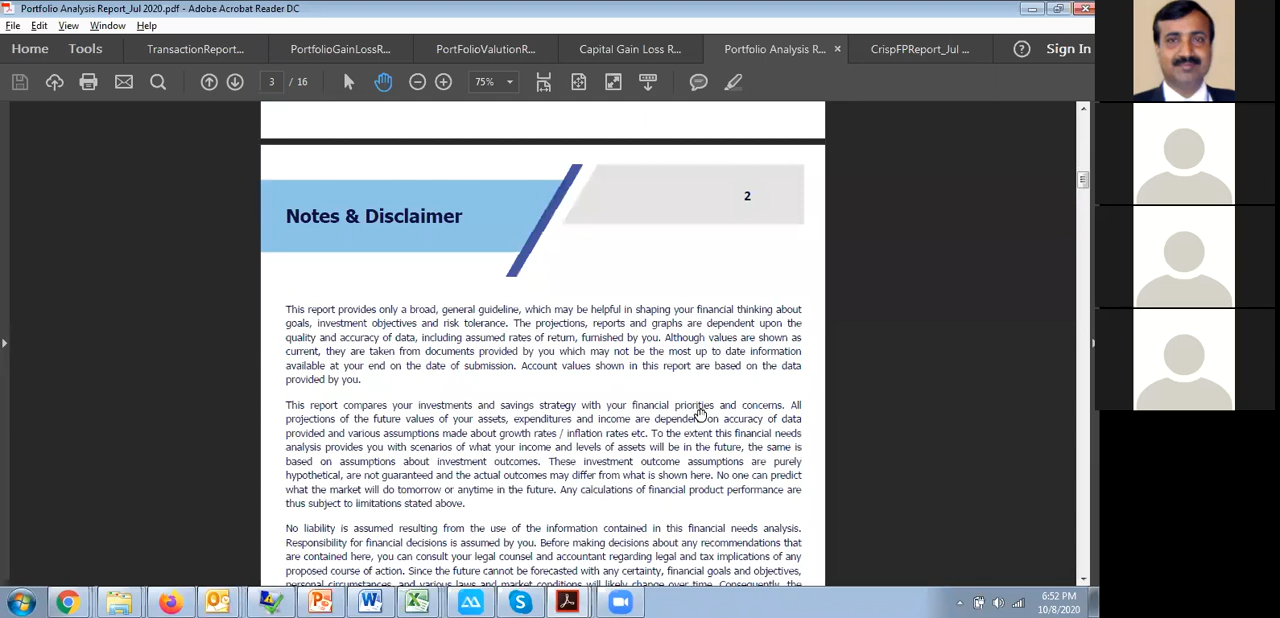 Portfolio Analysis Report_Jul 2020.pdf - Adobe Acrobat Reader DC
File Edit View Window Help
Home Tools TransactionReport... PortfolioGainLossR... PortFolioValutionR... Capital Gain Loss R... Portfolio Analysis R... × CrispFPReport_Jul ... ? Sign In
3 / 16 75%
2
Notes & Disclaimer
This report provides only a broad, general guideline, which may be helpful in shaping your financial thinking about
goals, investment objectives and risk tolerance. The projections, reports and graphs are dependent upon the
quality and accuracy of data, including assumed rates of return, furnished by you. Although values are shown as
current, they are taken from documents provided by you which may not be the most up to date information
available at your end on the date of submission. Account values shown in this report are based on the data
provided by you.
This report compares your investments and savings strategy with your financial priorities and concerns. All
projections of the future values of your assets, expenditures and income are dependent on accuracy of data
provided and various assumptions made about growth rates / inflation rates etc. To the extent this financial needs
analysis provides you with scenarios of what your income and levels of assets will be in the future, the same is
based on assumptions about investment outcomes. These investment outcome assumptions are purely
hypothetical, are not guaranteed and the actual outcomes may differ from what is shown here. No one can predict
what the market will do tomorrow or anytime in the future. Any calculations of financial product performance are
thus subject to limitations stated above.
No liability is assumed resulting from the use of the information contained in this financial needs analysis.
Responsibility for financial decisions is assumed by you. Before making decisions about any recommendations that
are contained here, you can consult your legal counsel and accountant regarding legal and tax implications of any
proposed course of action. Since the future cannot be forecasted with any certainty, financial goals and objectives,
personal circumstances, and various laws and market conditions will likely change over time. Consequently, the
6:52 PM
10/8/2020